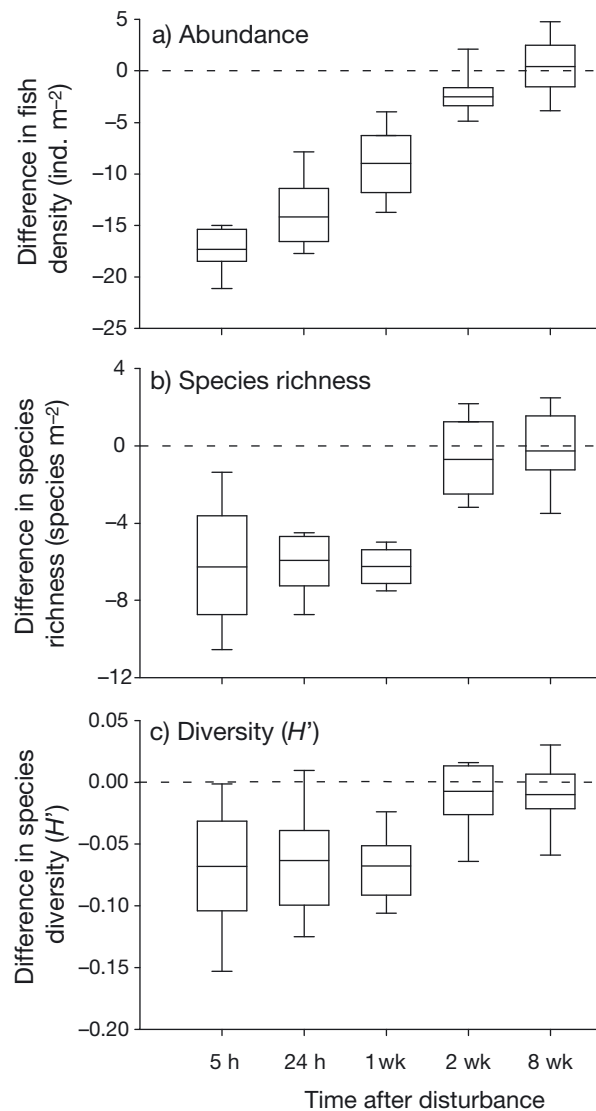 a) Abundance
Difference in fish
density (ind. m⁻²)
5
0
−5
−10
−15
−20
−25
b) Species richness
Difference in species
richness (species m⁻²)
4
0
−4
−8
−12
c) Diversity (H’)
Difference in species
diversity (H’)
0.05
0.00
−0.05
−0.10
−0.15
−0.20
5 h 24 h 1 wk 2 wk 8 wk
Time after disturbance